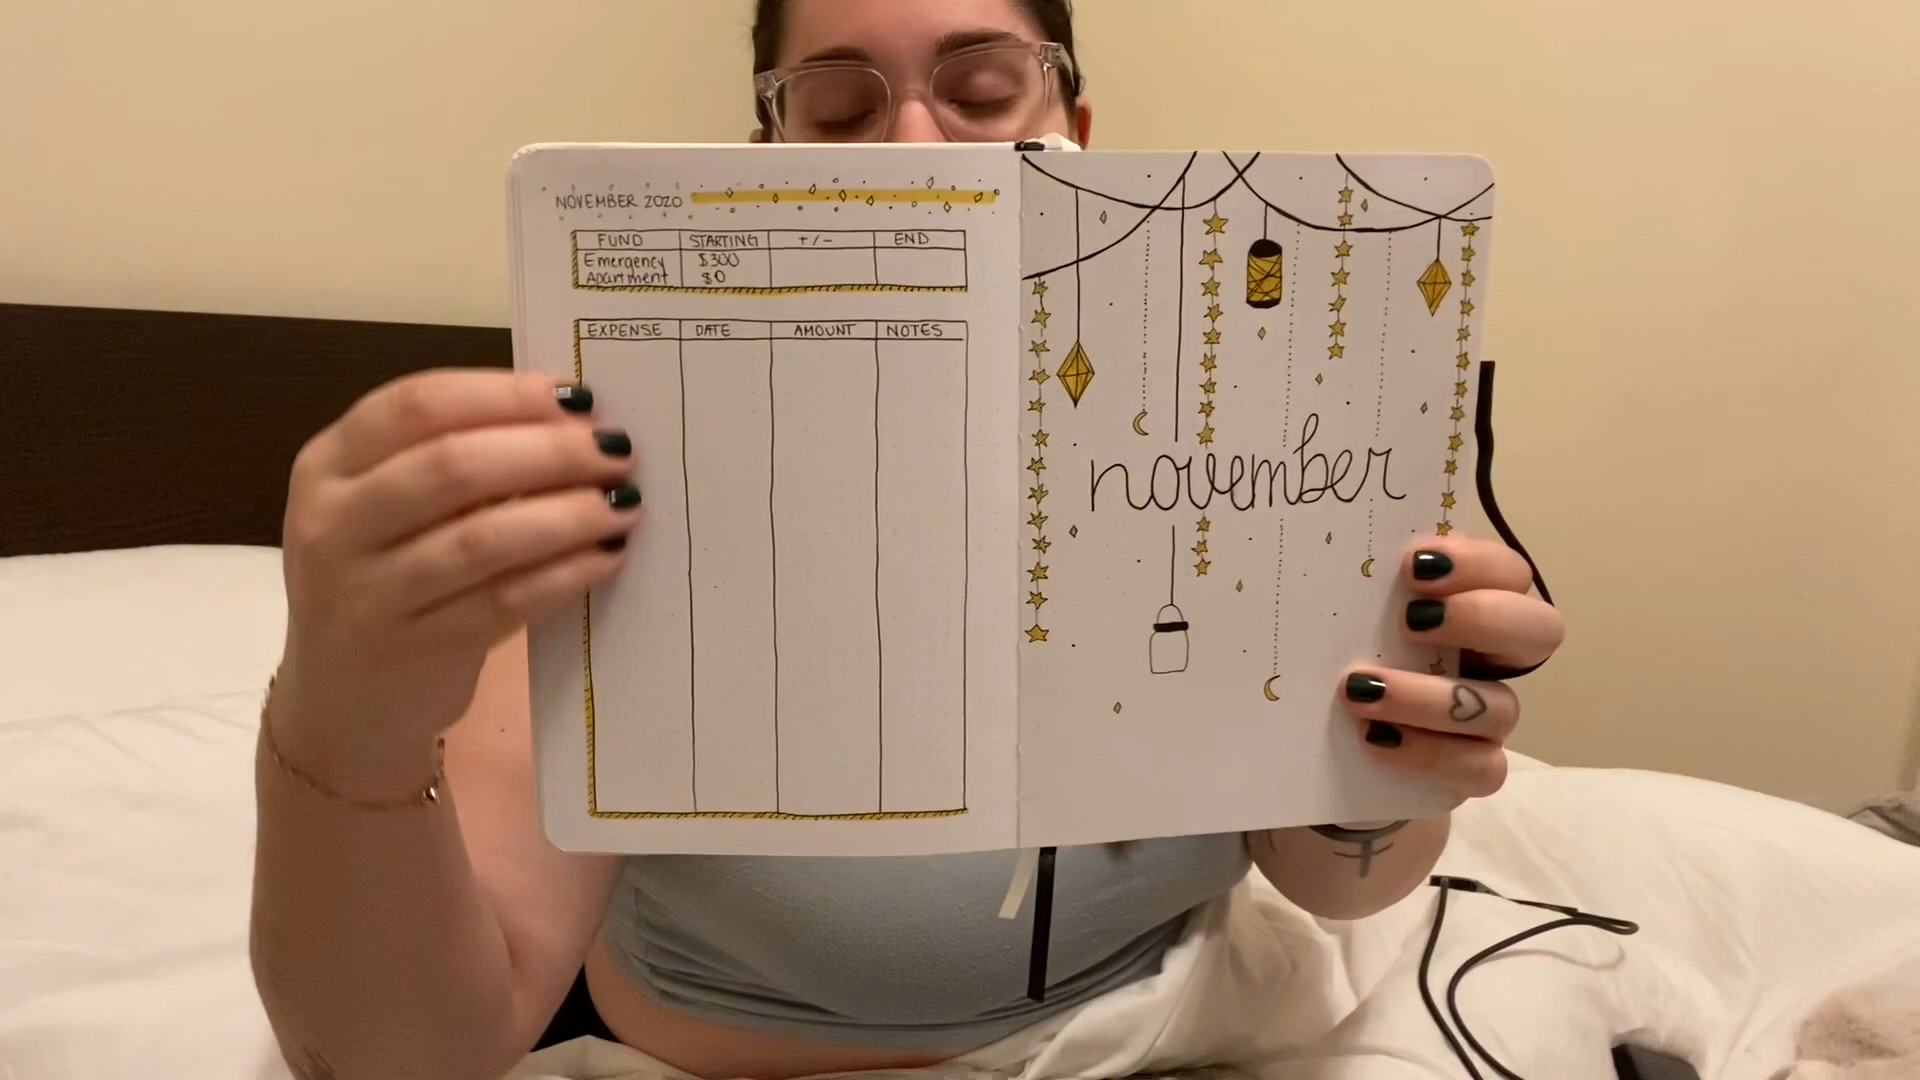 NOVEMBER 2020
FUND STARTING +/- END
Emergency $300
Apartment $0
EXPENSE DATE AMOUNT NOTES
november